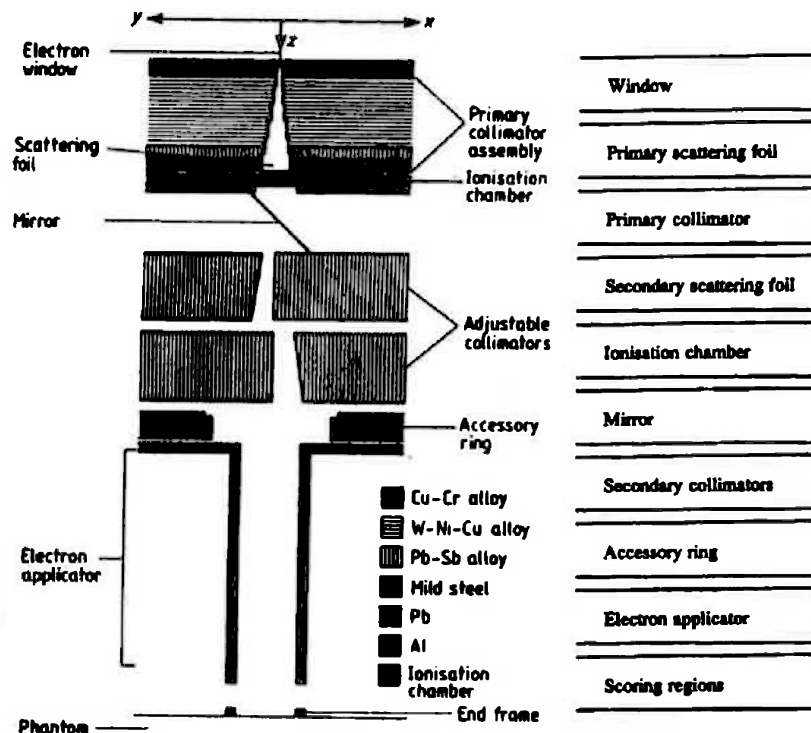 y
x
z
Electron
window
Scattering
foil
Mirror
Primary
collimator
assembly
Ionisation
chamber
Adjustable
collimators
Accessory
ring
Electron
applicator
Cu-Cr alloy
W-Ni-Cu alloy
Pb-Sb alloy
Mild steel
Pb
Al
Ionisation
chamber
End frame
Phantom
Window
Primary scattering foil
Primary collimator
Secondary scattering foil
Ionisation chamber
Mirror
Secondary collimators
Accessory ring
Electron applicator
Scoring regions